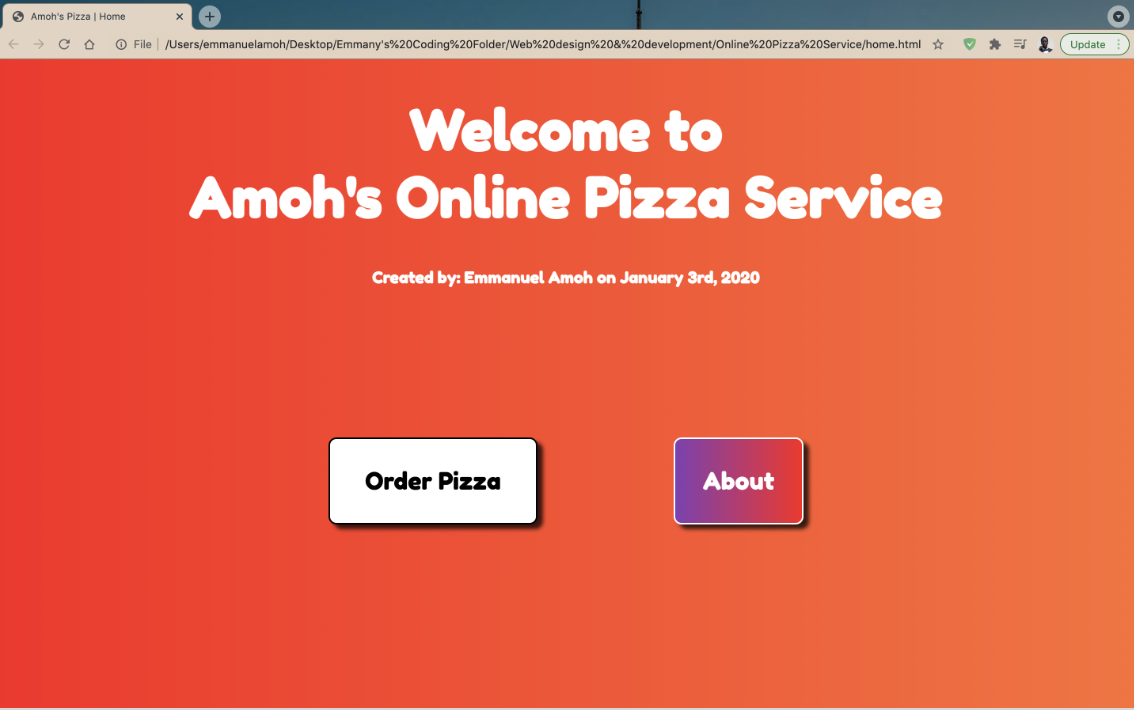 Amoh's Pizza | Home
File | /Users/emmanuelamoh/Desktop/Emmany's%20Coding%20Folder/Web%20design%20&%20development/Online%20Pizza%20Service/home.html
Update
Welcome to
Amoh's Online Pizza Service
Created by: Emmanuel Amoh on January 3rd, 2020
Order Pizza
About